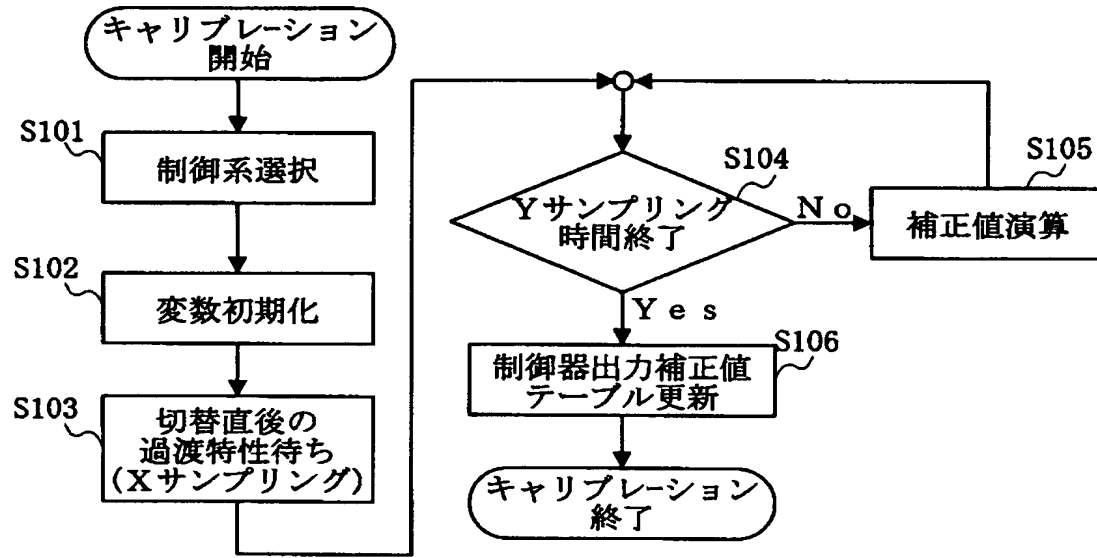 キャリブレーション
開始
S101
制御系選択
S102
変数初期化
S103
切替直後の
過渡特性待ち
(Xサンプリング)
S104
Yサンプリング
時間終了
No
S105
補正値演算
Yes
S106
制御器出力補正値
テーブル更新
キャリブレーション
終了